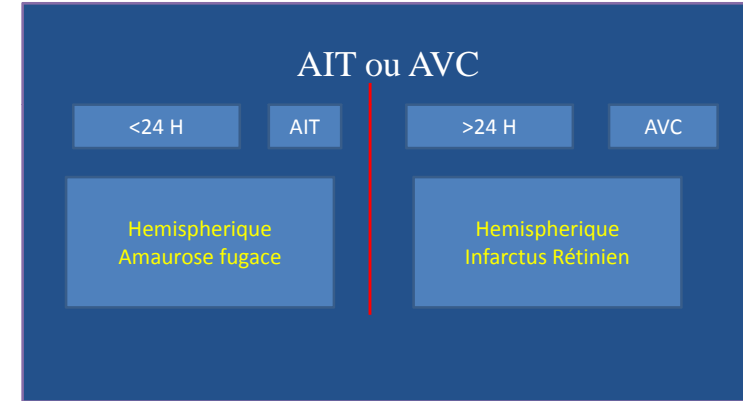 AIT ou AVC
<24 H
AIT
>24 H
AVC
Hemispherique
Amaurose fugace
Hemispherique
Infarctus Rétinien